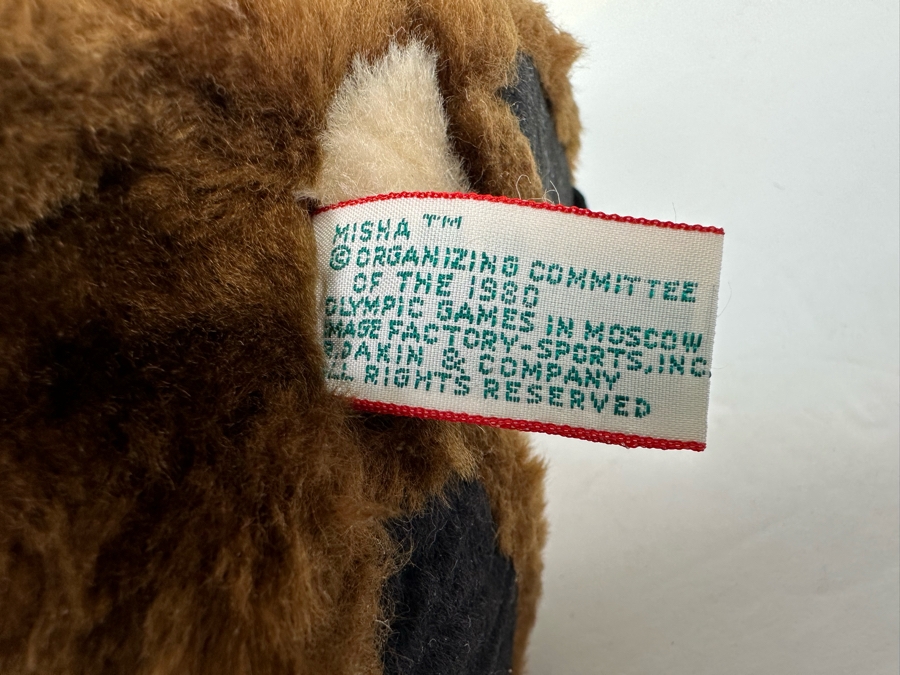 MISHA ™
© ORGANIZING COMMITTEE
OF THE 1980
OLYMPIC GAMES IN MOSCOW
IMAGE FACTORY-SPORTS, INC.
R. DAKIN & COMPANY
ALL RIGHTS RESERVED